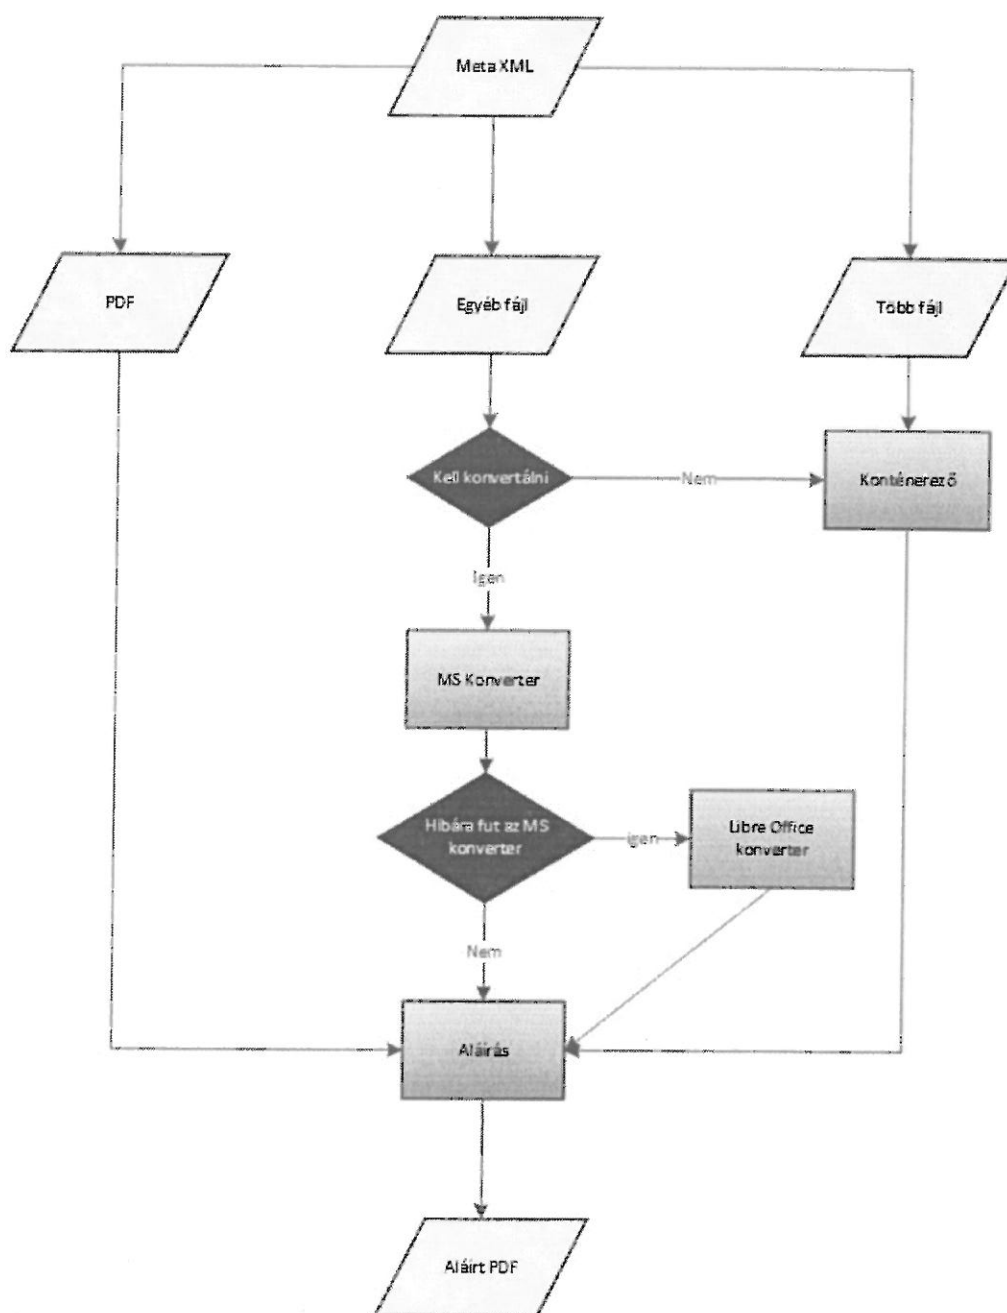 Meta XML
PDF
Egyéb fájl
Több fájl
Kell konvertálni
Nem
Konténerező
Igen
MS Konverter
Hibára fut az MS
konverter
Igen
Libre Office
konverter
Nem
Aláírás
Aláírt PDF